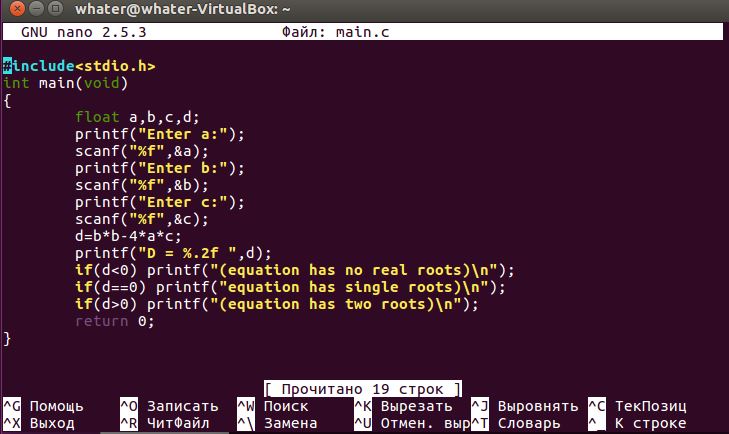 whater@whater-VirtualBox: ~
GNU nano 2.5.3 Файл: main.c
#include<stdio.h>
int main(void)
{
float a,b,c,d;
printf("Enter a:");
scanf("%f",&a);
printf("Enter b:");
scanf("%f",&b);
printf("Enter c:");
scanf("%f",&c);
d=b*b-4*a*c;
printf("D = %.2f ",d);
if(d<0) printf("(equation has no real roots)\n");
if(d==0) printf("equation has single roots)\n");
if(d>0) printf("(equation has two roots)\n");
return 0;
}
[ Прочитано 19 строк ]
^G Помощь ^O Записать ^W Поиск ^K Вырезать ^J Выровнять ^C ТекПозиц
^X Выход ^R ЧитФайл ^\ Замена ^U Отмен. выр^T Словарь ^_ К строке